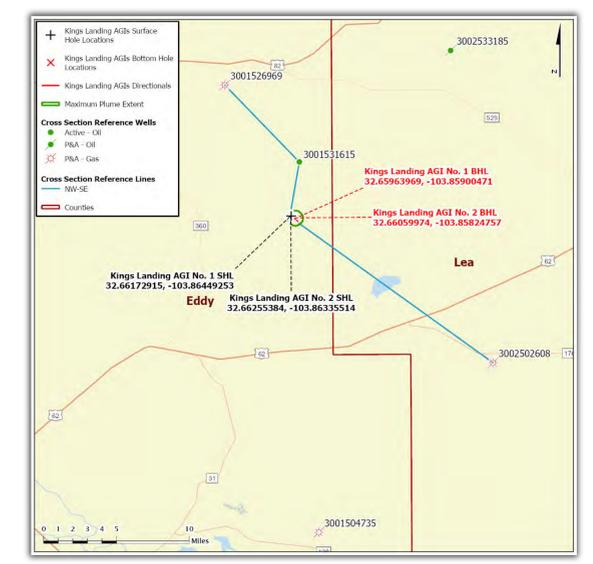 Kings Landing AGIs Surface
Hole Locations
Kings Landing AGIs Bottom Hole
Locations
Kings Landing AGIs Directionals
Maximum Plume Extent
Cross Section Reference Wells
Active - Oil
P&A - Oil
P&A - Gas
Cross Section Reference Lines
NW-SE
Counties
3002533185
N
82
3001526969
529
3001531615
Kings Landing AGI No. 1 BHL
32.65963969, -103.85900471
Kings Landing AGI No. 2 BHL
32.66059974, -103.85824757
360
Lea
62
Kings Landing AGI No. 1 SHL
32.66172915, -103.86449253
Eddy
Kings Landing AGI No. 2 SHL
32.66255384, -103.86335514
62
3002502608
176
62
31
3001504735
0 1 2 3 4 5 10
Miles